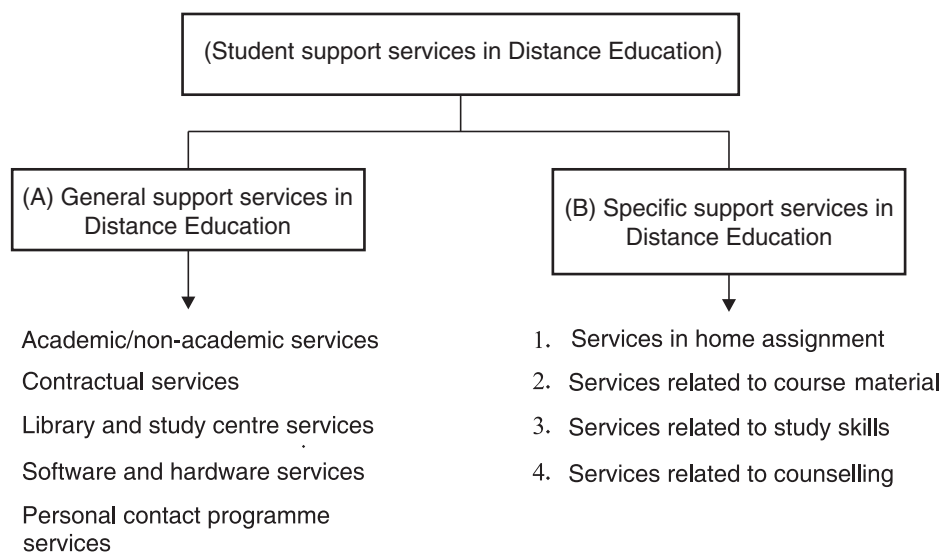 (Student support services in Distance Education)
(A) General support services in
Distance Education
Academic/non-academic services
Contractual services
Library and study centre services
Software and hardware services
Personal contact programme
services
(B) Specific support services in
Distance Education
1. Services in home assignment
2. Services related to course material
3. Services related to study skills
4. Services related to counselling